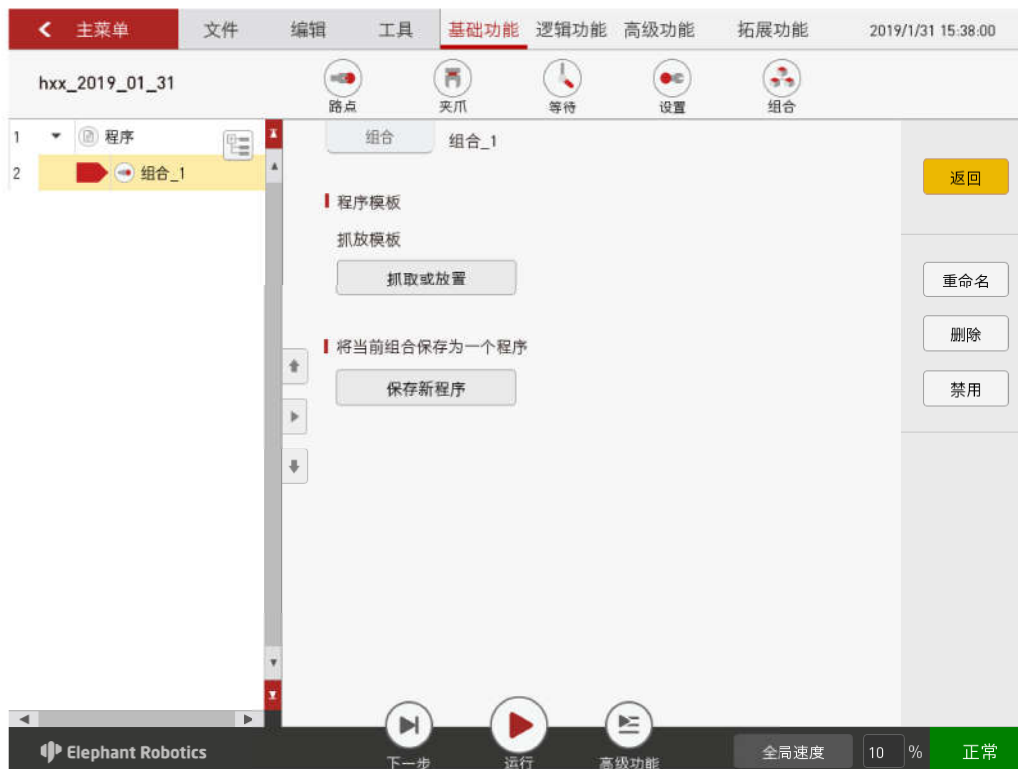 主菜单 文件 编辑 工具 基础功能 逻辑功能 高级功能 拓展功能 2019/1/31 15:38:00
hxx_2019_01_31
路点 夹爪 等待 设置 组合
1 程序
2 组合_1
组合 组合_1
返回
程序模板
抓放模板
抓取或放置
重命名
删除
将当前组合保存为一个程序
保存新程序
禁用
Elephant Robotics
下一步 运行 高级功能
全局速度 10 % 正常